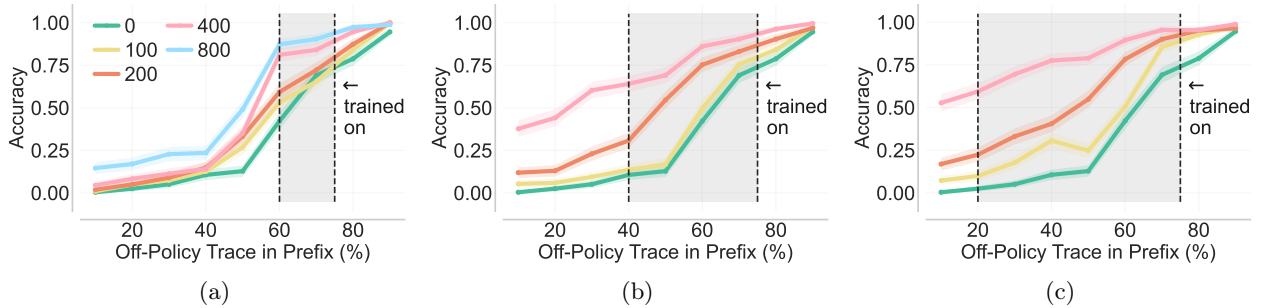 1.00
0.75
0.50
0.25
0.00
Accuracy
0 400
100 800
200
←
trained
on
20 40 60 80
Off-Policy Trace in Prefix (%)
(a)
1.00
0.75
0.50
0.25
0.00
Accuracy
←
trained
on
20 40 60 80
Off-Policy Trace in Prefix (%)
(b)
1.00
0.75
0.50
0.25
0.00
Accuracy
←
trained
on
20 40 60 80
Off-Policy Trace in Prefix (%)
(c)